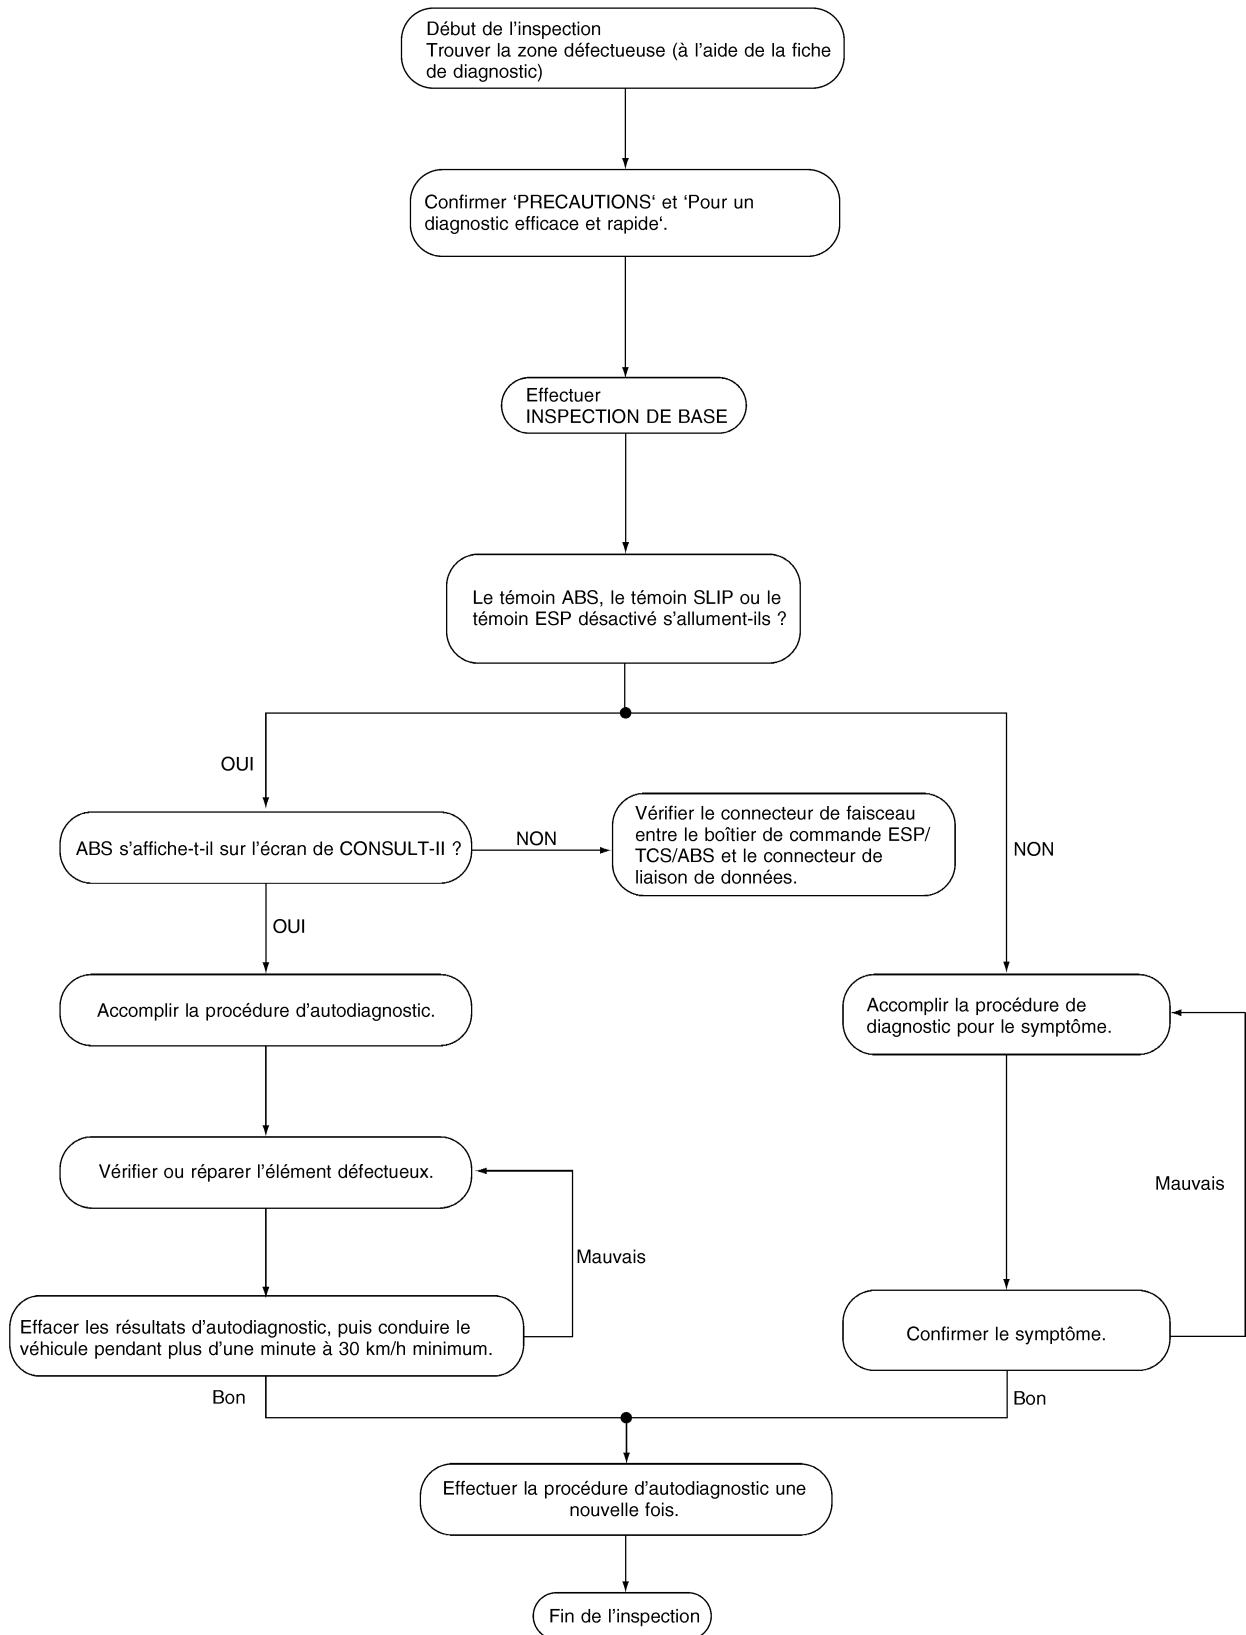 Début de l'inspection
Trouver la zone défectueuse (à l'aide de la fiche
de diagnostic)
Confirmer ‘PRECAUTIONS‘ et ‘Pour un
diagnostic efficace et rapide‘.
Effectuer
INSPECTION DE BASE
Le témoin ABS, le témoin SLIP ou le
témoin ESP désactivé s'allument-ils ?
OUI
ABS s'affiche-t-il sur l'écran de CONSULT-II ?
NON
Vérifier le connecteur de faisceau
entre le boîtier de commande ESP/
TCS/ABS et le connecteur de
liaison de données.
NON
OUI
Accomplir la procédure d'autodiagnostic.
Accomplir la procédure de
diagnostic pour le symptôme.
Vérifier ou réparer l'élément défectueux.
Mauvais
Mauvais
Effacer les résultats d'autodiagnostic, puis conduire le
véhicule pendant plus d'une minute à 30 km/h minimum.
Confirmer le symptôme.
Bon
Bon
Effectuer la procédure d'autodiagnostic une
nouvelle fois.
Fin de l'inspection